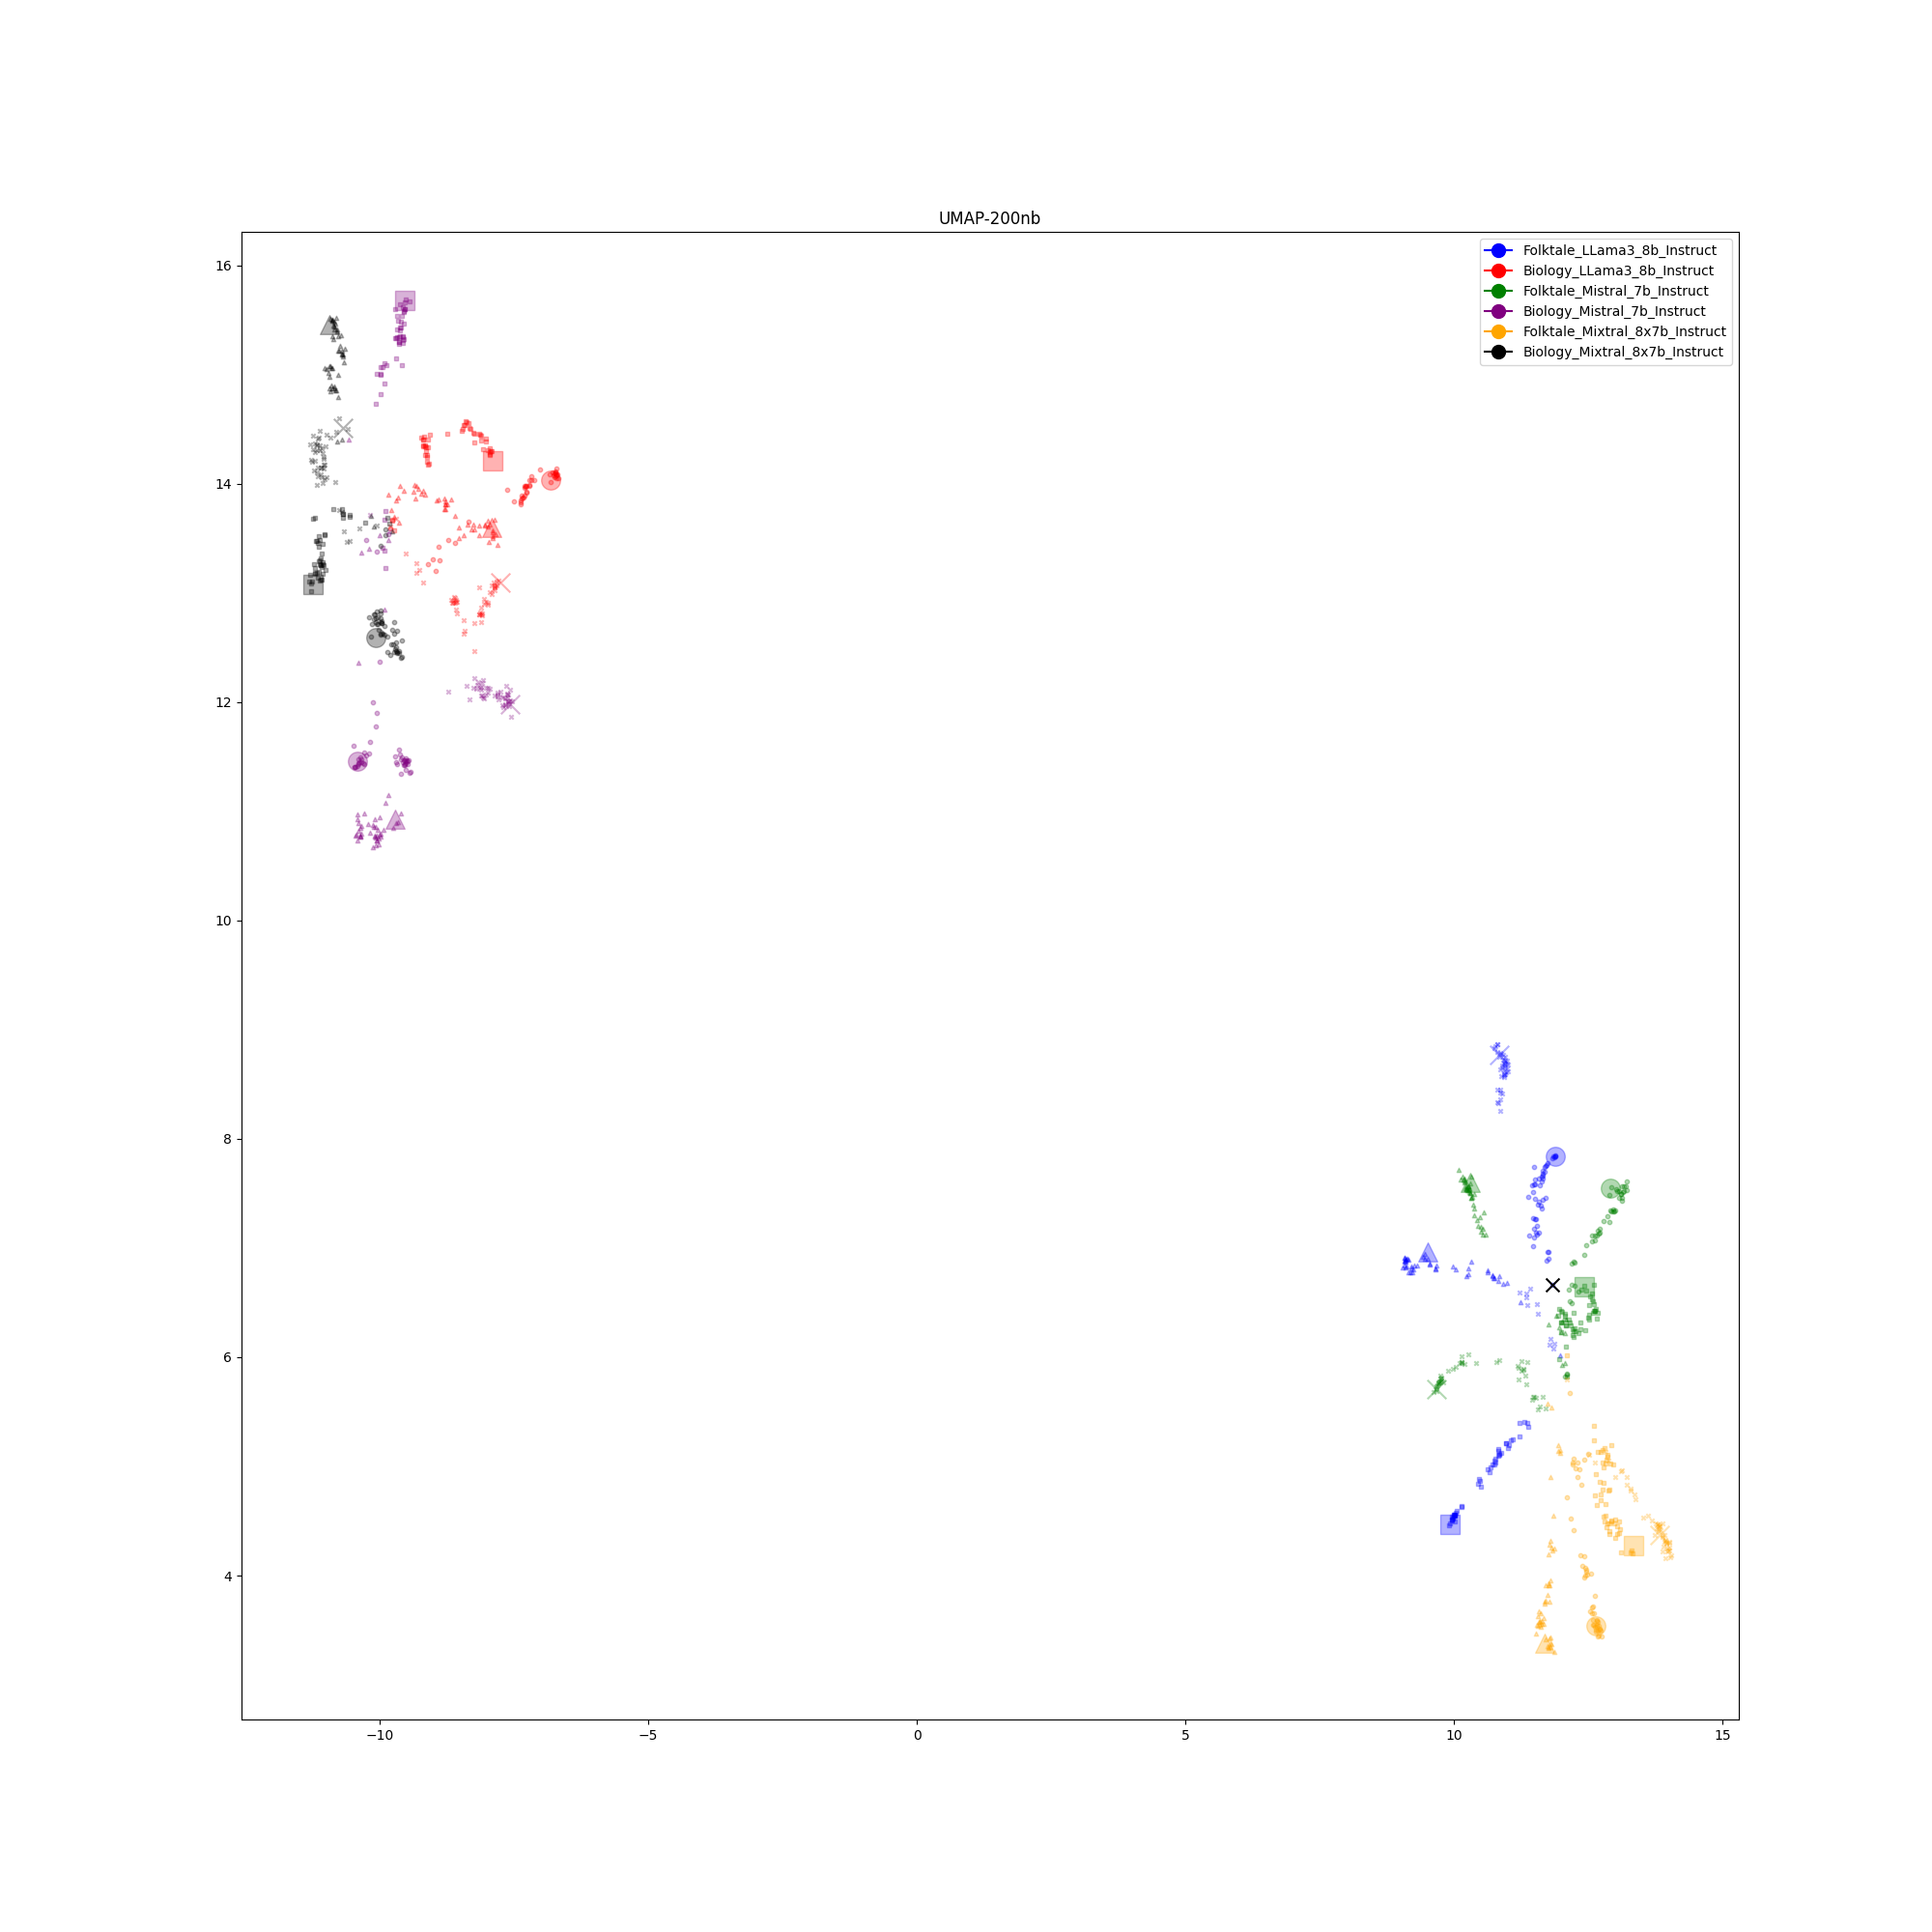 UMAP-200nb
Folktale_LLama3_8b_Instruct
Biology_LLama3_8b_Instruct
Folktale_Mistral_7b_Instruct
Biology_Mistral_7b_Instruct
Folktale_Mixtral_8x7b_Instruct
Biology_Mixtral_8x7b_Instruct
16
14
12
10
8
6
4
−10
−5
0
5
10
15